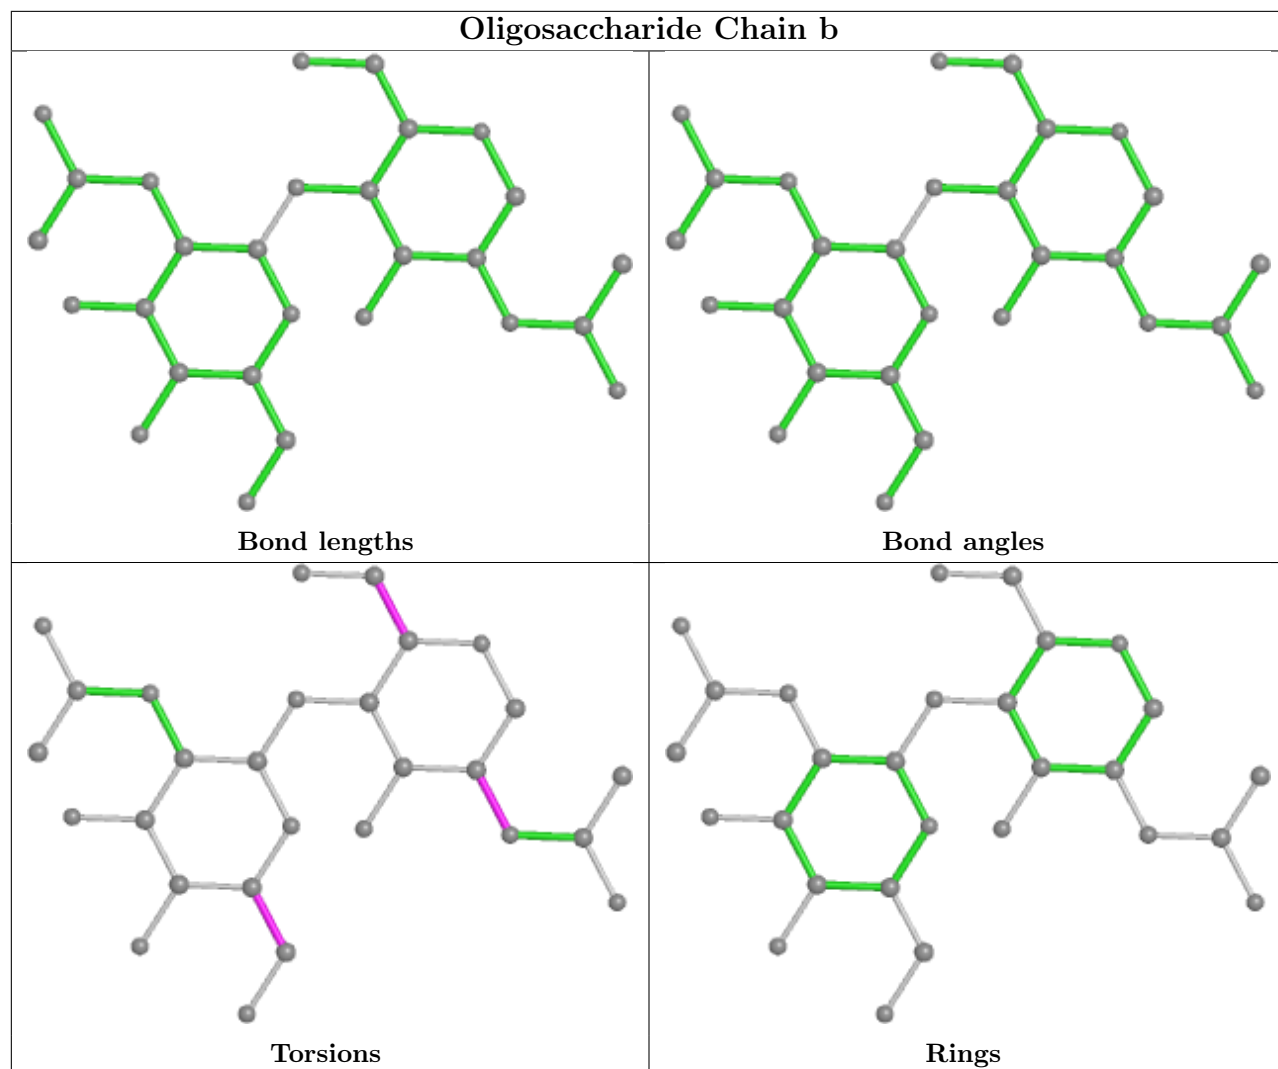 Oligosaccharide Chain b
Bond lengths
Bond angles
Torsions
Rings